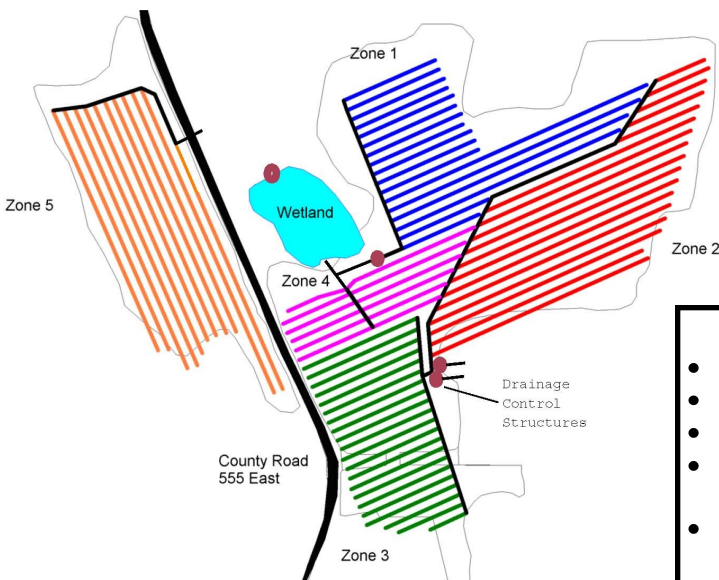 Zone 1
Zone 5
Wetland
Zone 2
Zone 4
Drainage
Control
Structures
County Road
555 East
Zone 3